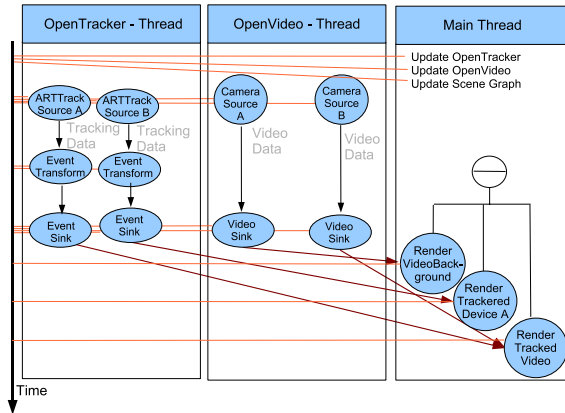 OpenTracker - Thread
OpenVideo - Thread
Main Thread
Update OpenTracker
Update OpenVideo
Update Scene Graph
ARTTrack
Source A
ARTTrack
Source B
Camera
Source
A
Camera
Source
B
Tracking
Data
Tracking
Data
Video
Data
Video
Data
Event
Transform
Event
Transform
Event
Sink
Event
Sink
Video
Sink
Video
Sink
Render
VideoBack-
ground
Render
Trackered
Device A
Render
Tracked
Video
Time